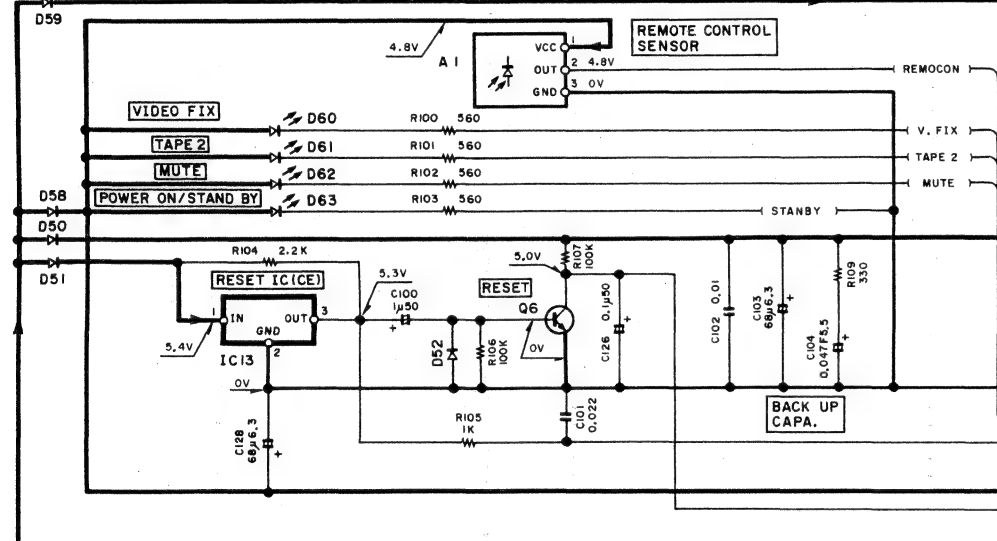 D59
REMOTE CONTROL
SENSOR
4.8V
A1
VCC 1
OUT 2 4.8V
GND 3 0V
REMOCON
VIDEO FIX
D60
R100 560
V. FIX
TAPE 2
D61
R101 560
TAPE 2
MUTE
D62
R102 560
MUTE
D58
POWER ON/STAND BY
D63
R103 560
STANBY
D50
D51
R104 2.2K
RESET IC(CE)
1 IN
OUT 3
GND
2
IC13
5.4V
5.3V
C100
1µ50
+
RESET
Q6
5.0V
R107
100K
0V
D52
R106
100K
C126 0.1µ50
+
C102 0.01
C103
68µ6.3
+
R109
330
C104
0.047F5.5
+
0V
C128
68µ6.3
+
R105
1K
C101
0.022
BACK UP
CAPA.